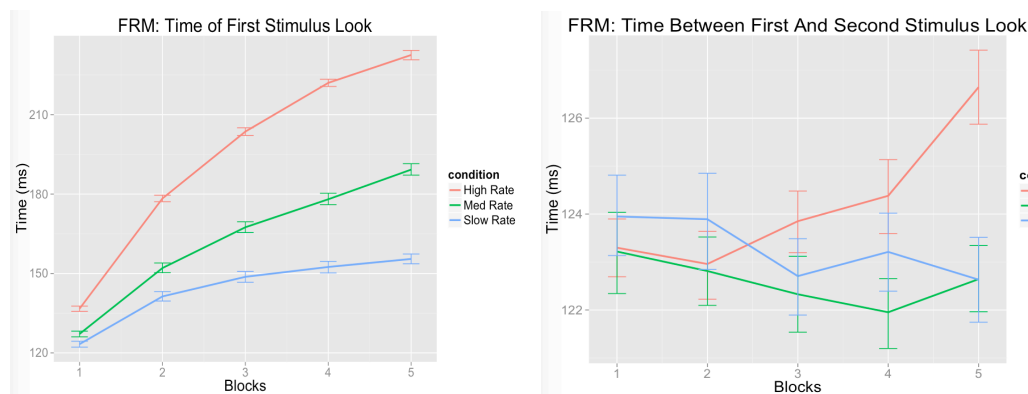 FRM: Time of First Stimulus Look
Time (ms)
210
180
150
120
1 2 3 4 5
Blocks
condition
High Rate
Med Rate
Slow Rate
FRM: Time Between First And Second Stimulus Look
Time (ms)
126
124
122
1 2 3 4 5
Blocks
co